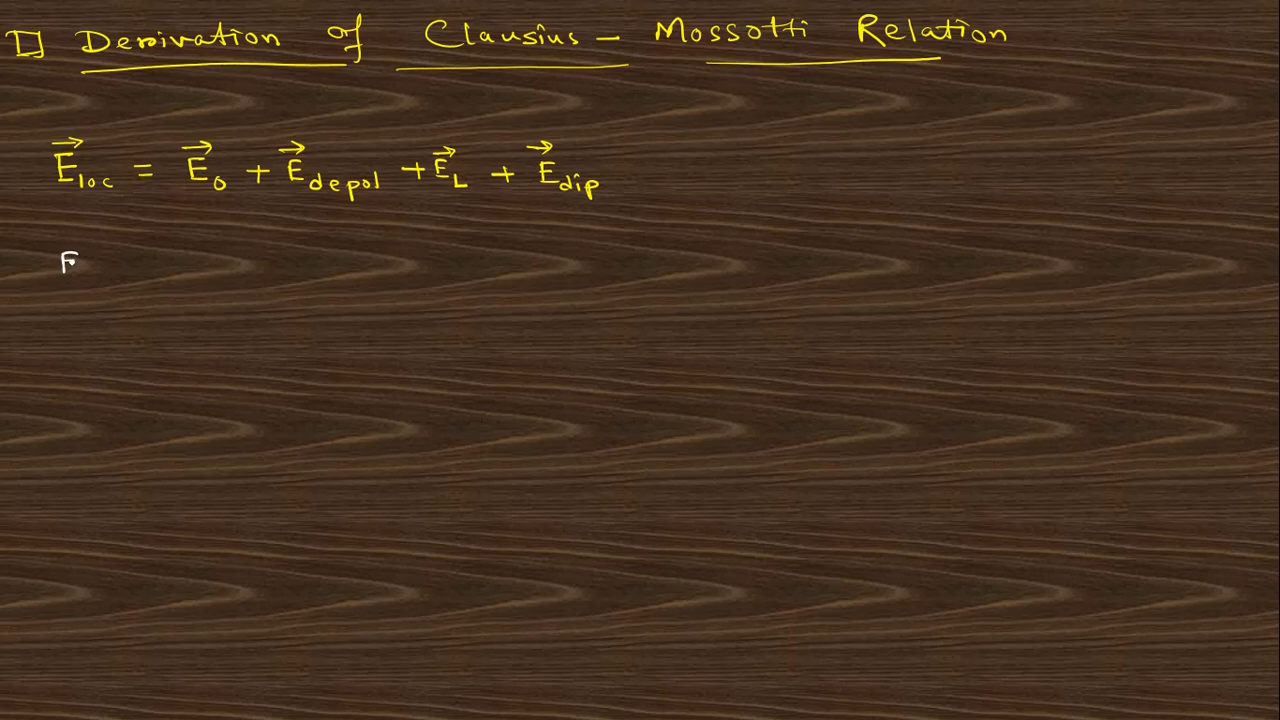 □ Derivation of Clausius - Mossotti Relation
E⃗loc = E⃗0 + E⃗depol + E⃗L + E⃗dip
F